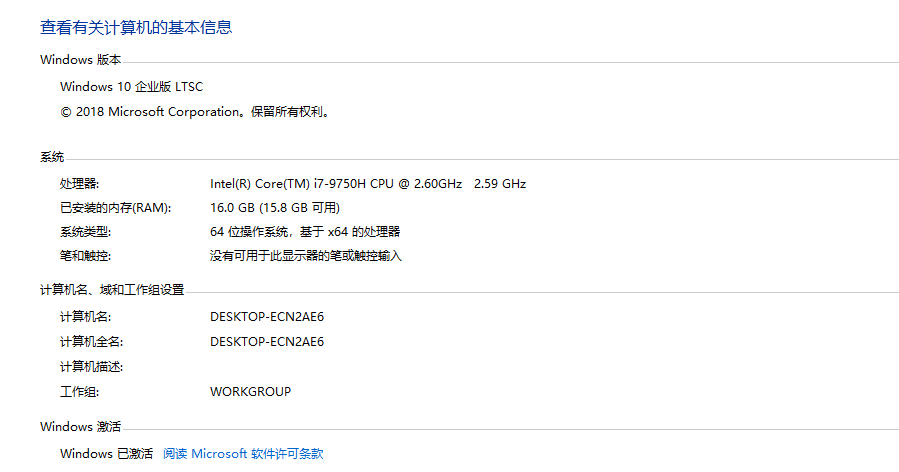 查看有关计算机的基本信息
Windows 版本
Windows 10 企业版 LTSC
© 2018 Microsoft Corporation。保留所有权利。
系统
处理器: Intel(R) Core(TM) i7-9750H CPU @ 2.60GHz 2.59 GHz
已安装的内存(RAM): 16.0 GB (15.8 GB 可用)
系统类型: 64 位操作系统, 基于 x64 的处理器
笔和触控: 没有可用于此显示器的笔或触控输入
计算机名、域和工作组设置
计算机名: DESKTOP-ECN2AE6
计算机全名: DESKTOP-ECN2AE6
计算机描述:
工作组: WORKGROUP
Windows 激活
Windows 已激活 阅读 Microsoft 软件许可条款